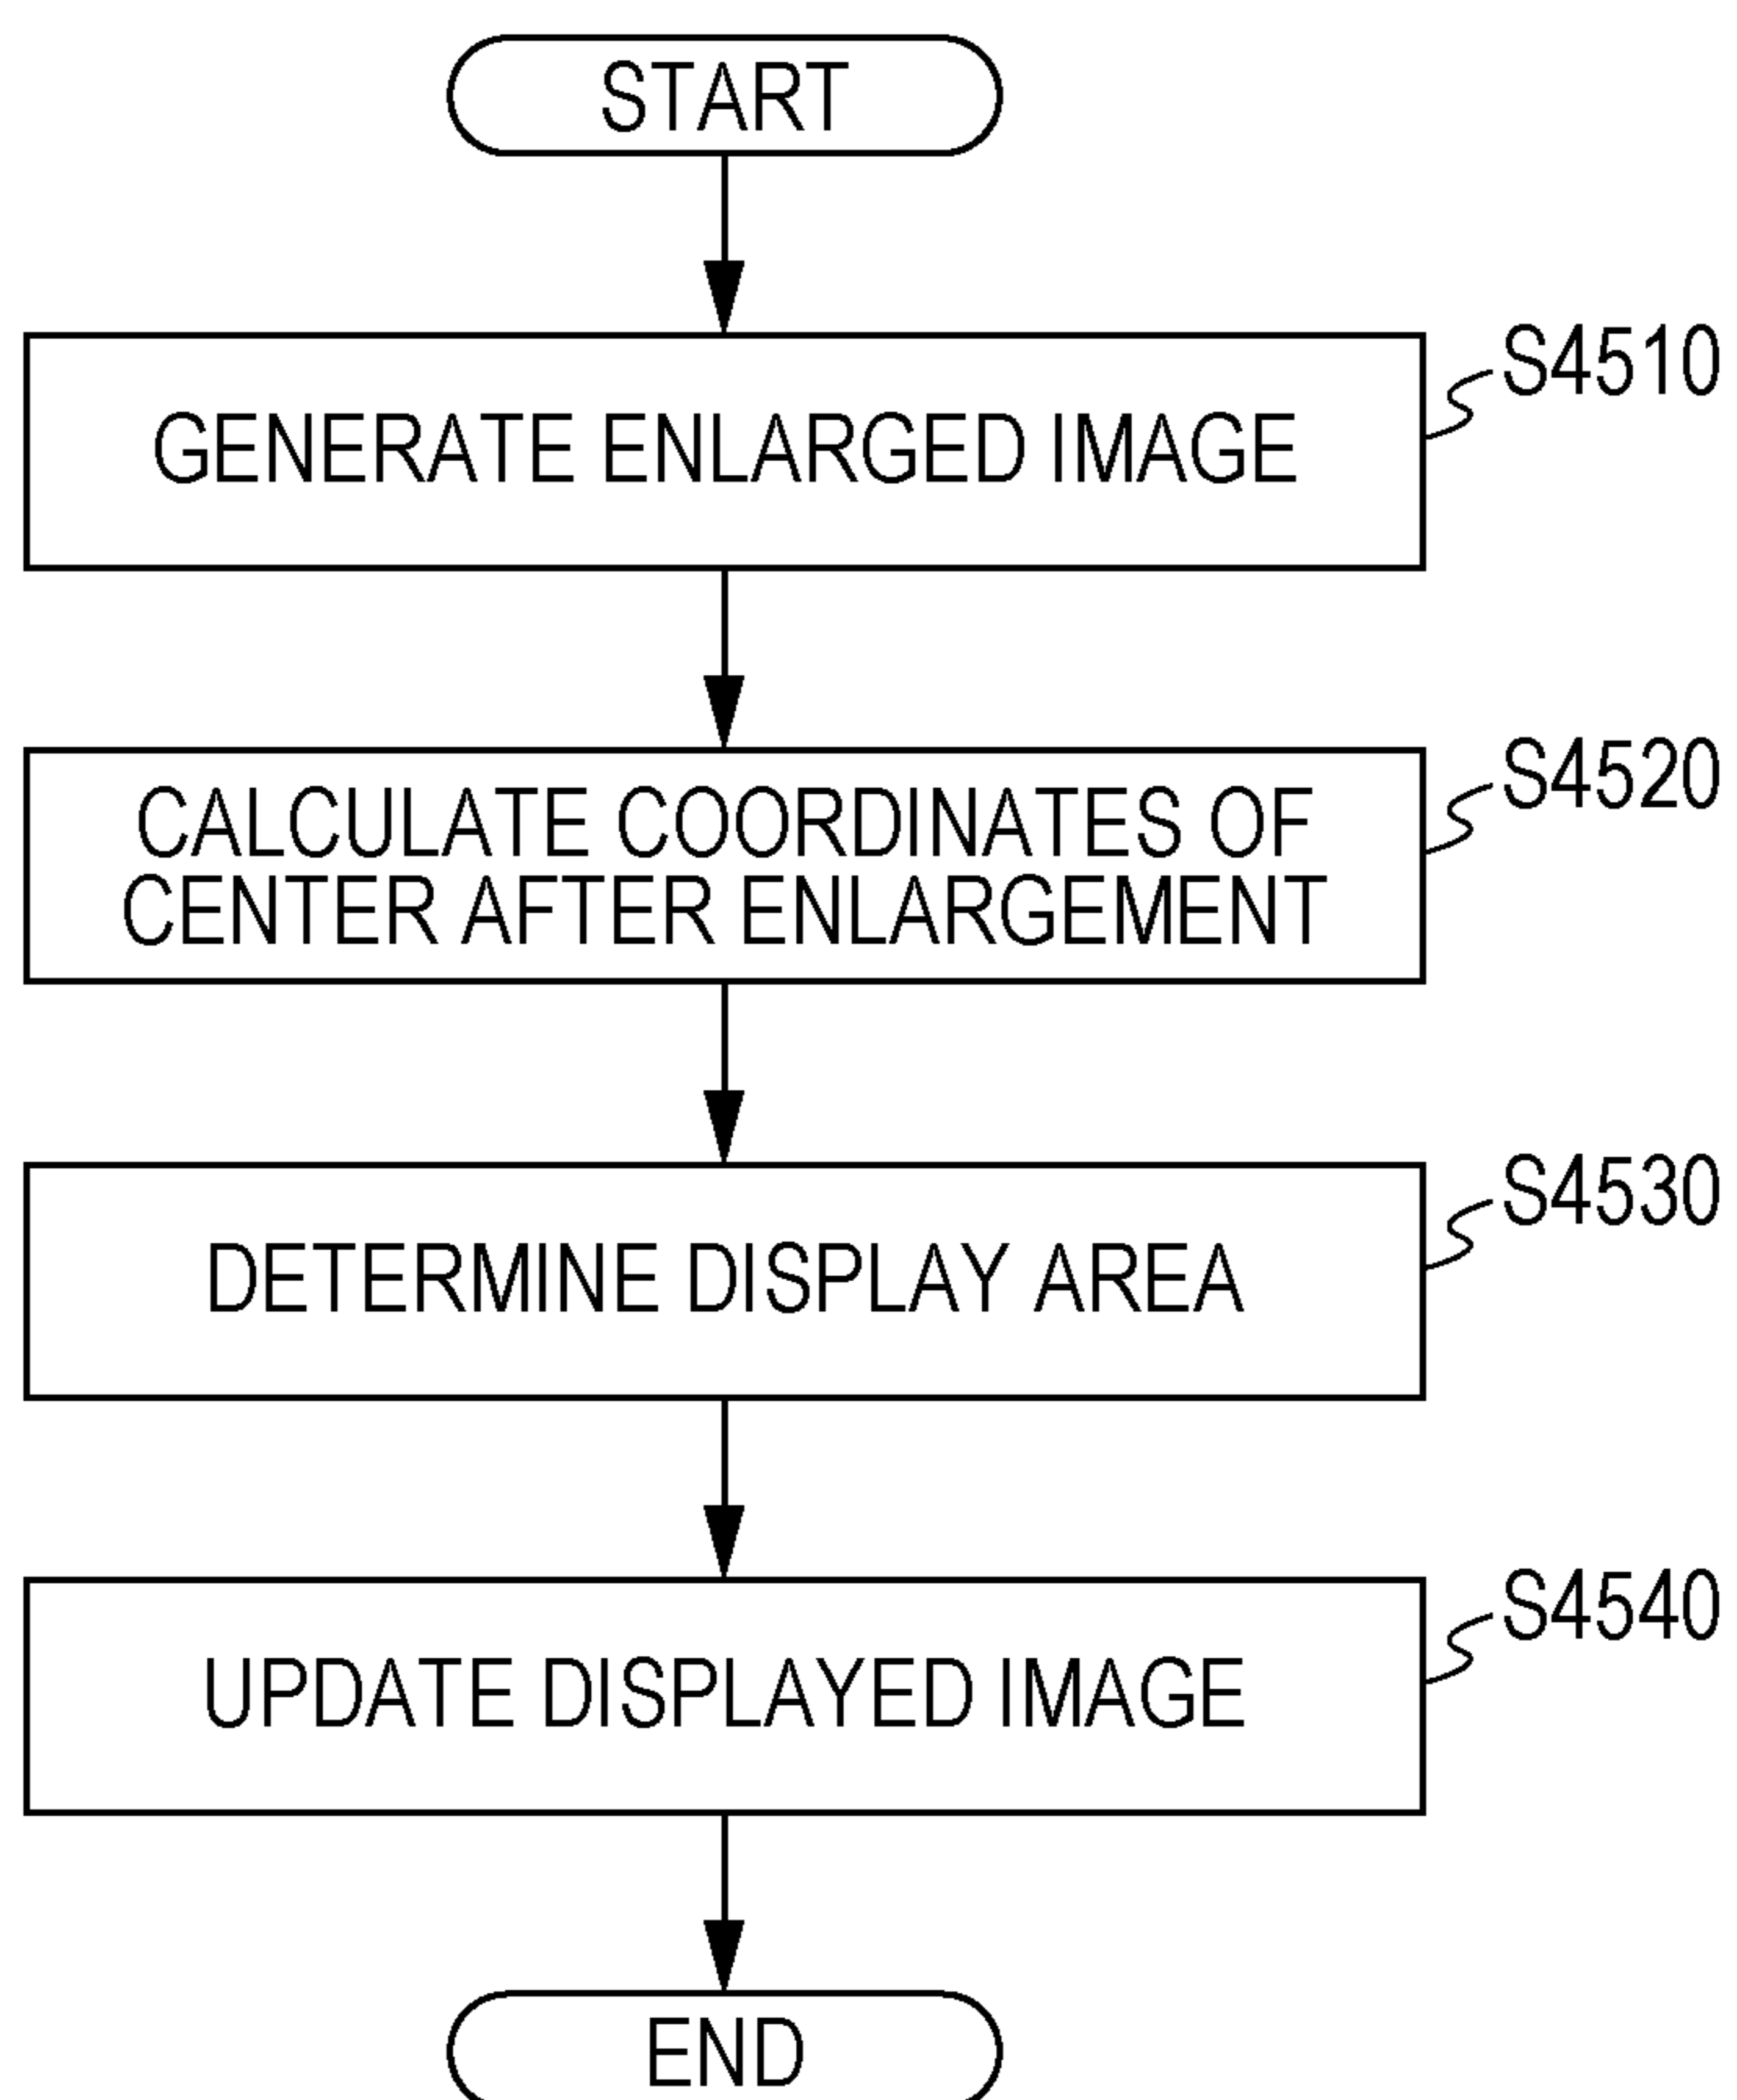 START
S4510
GENERATE ENLARGED IMAGE
S4520
CALCULATE COORDINATES OF
CENTER AFTER ENLARGEMENT
S4530
DETERMINE DISPLAY AREA
S4540
UPDATE DISPLAYED IMAGE
END